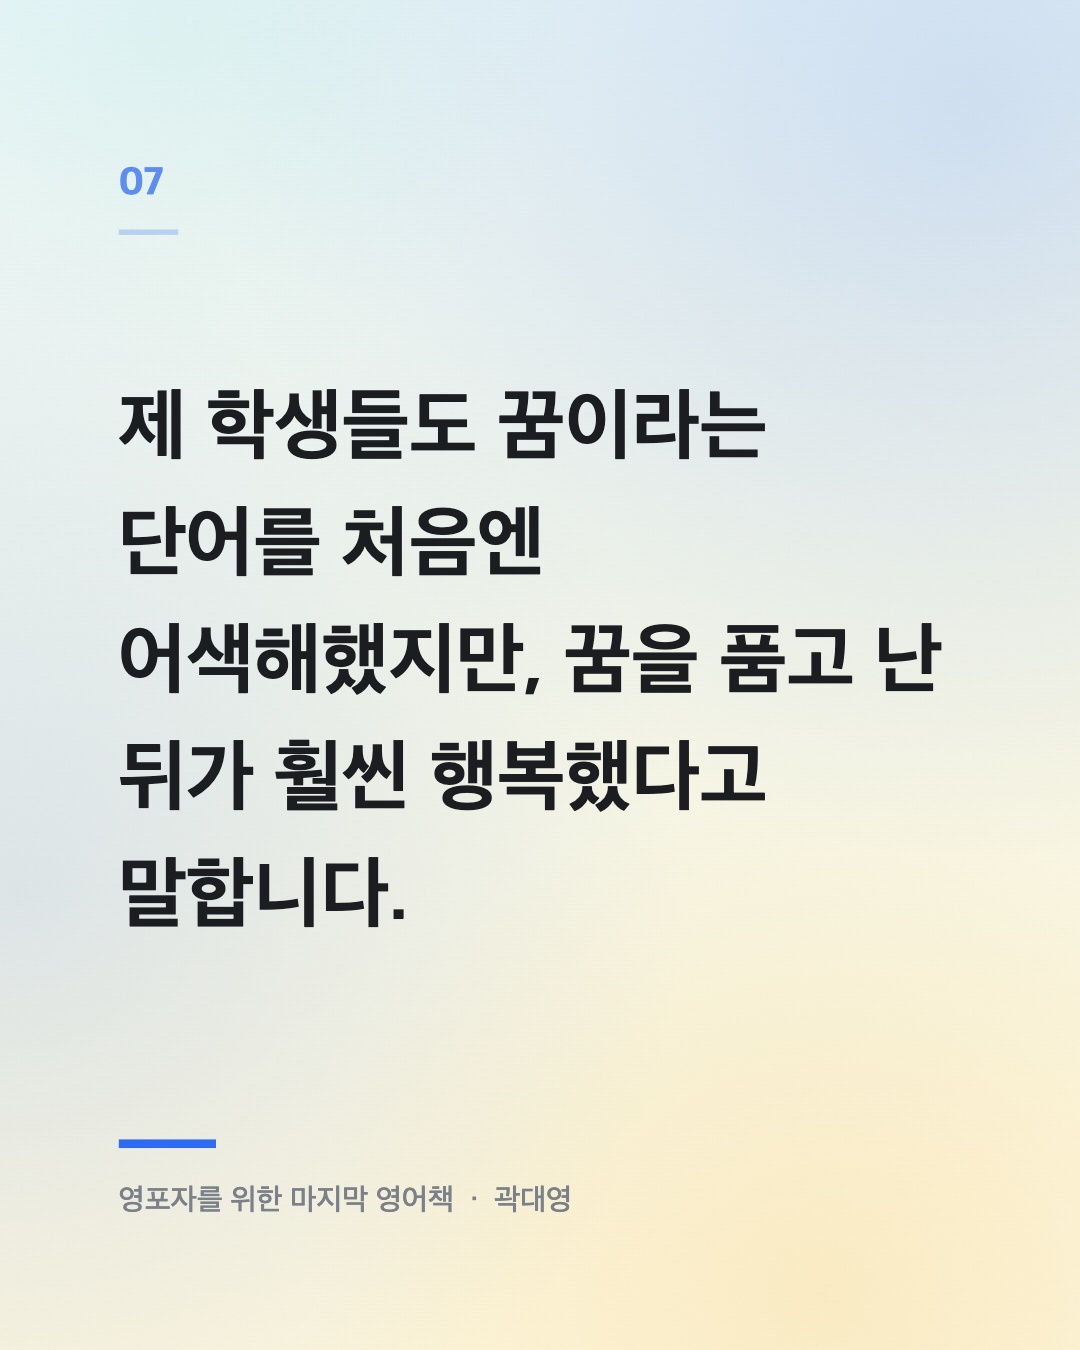 07
제 학생들도 꿈이라는
단어를 처음엔
어색해했지만, 꿈을 품고 난
뒤가 훨씬 행복했다고
말합니다.
영포자를 위한 마지막 영어책 · 곽대영